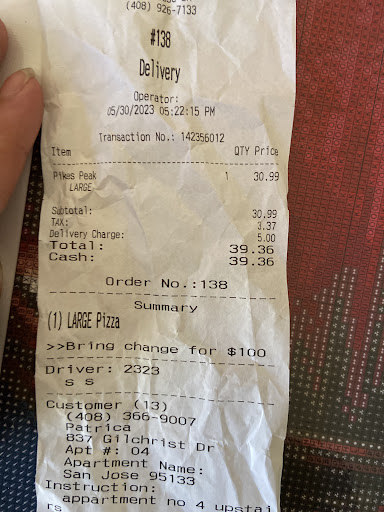 (408) 926-7133
#138
Delivery
Operator:
05/30/2023 05:22:15 PM
Transaction No.: 142356012
Item QTY Price
Pikes Peak 1 30.99
LARGE
Subtotal: 30.99
TAX: 3.37
Delivery Charge: 5.00
Total: 39.36
Cash: 39.36
Order No.:138
Summary
(1) LARGE Pizza
>>Bring change for $100
Driver: 2323
s s
Customer (13)
(408) 366-9007
Patrica
837 Gilchrist Dr
Apt #: 04
Apartment Name:
San Jose 95133
Instruction:
appartment no 4 upstai
rs